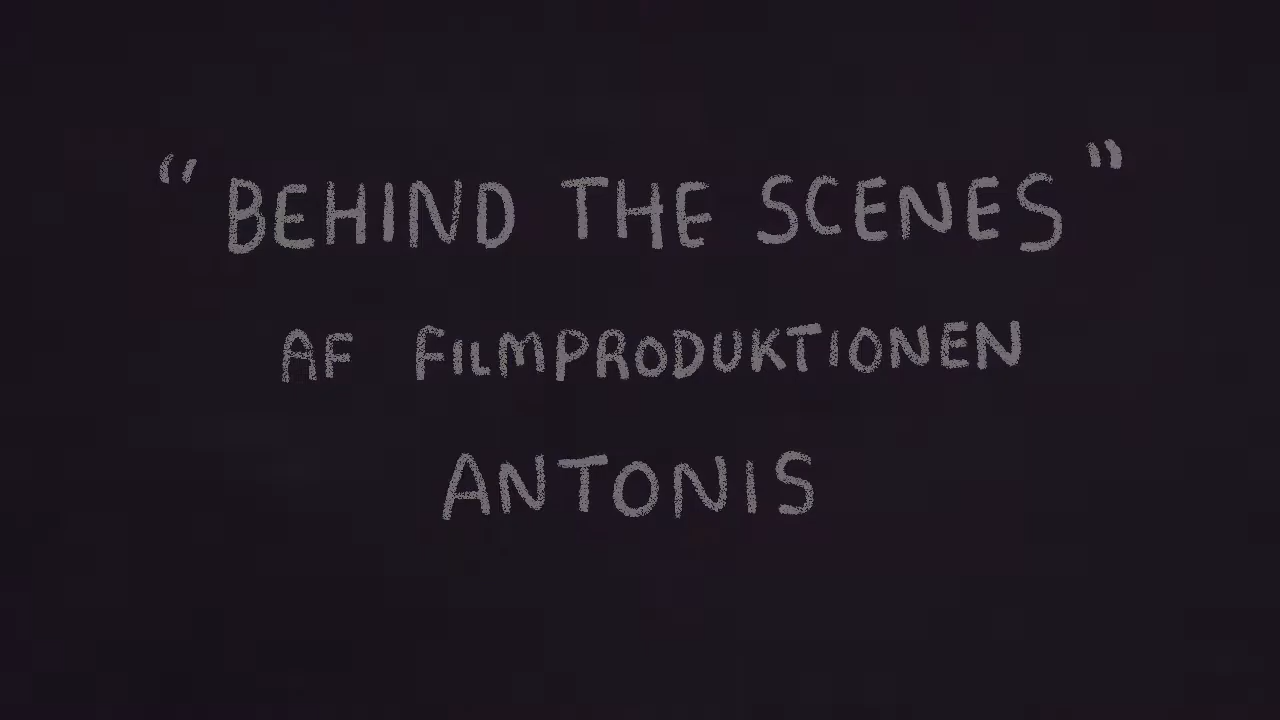 “BEHIND THE SCENES”
AF FILMPRODUKTIONEN
ANTONIS